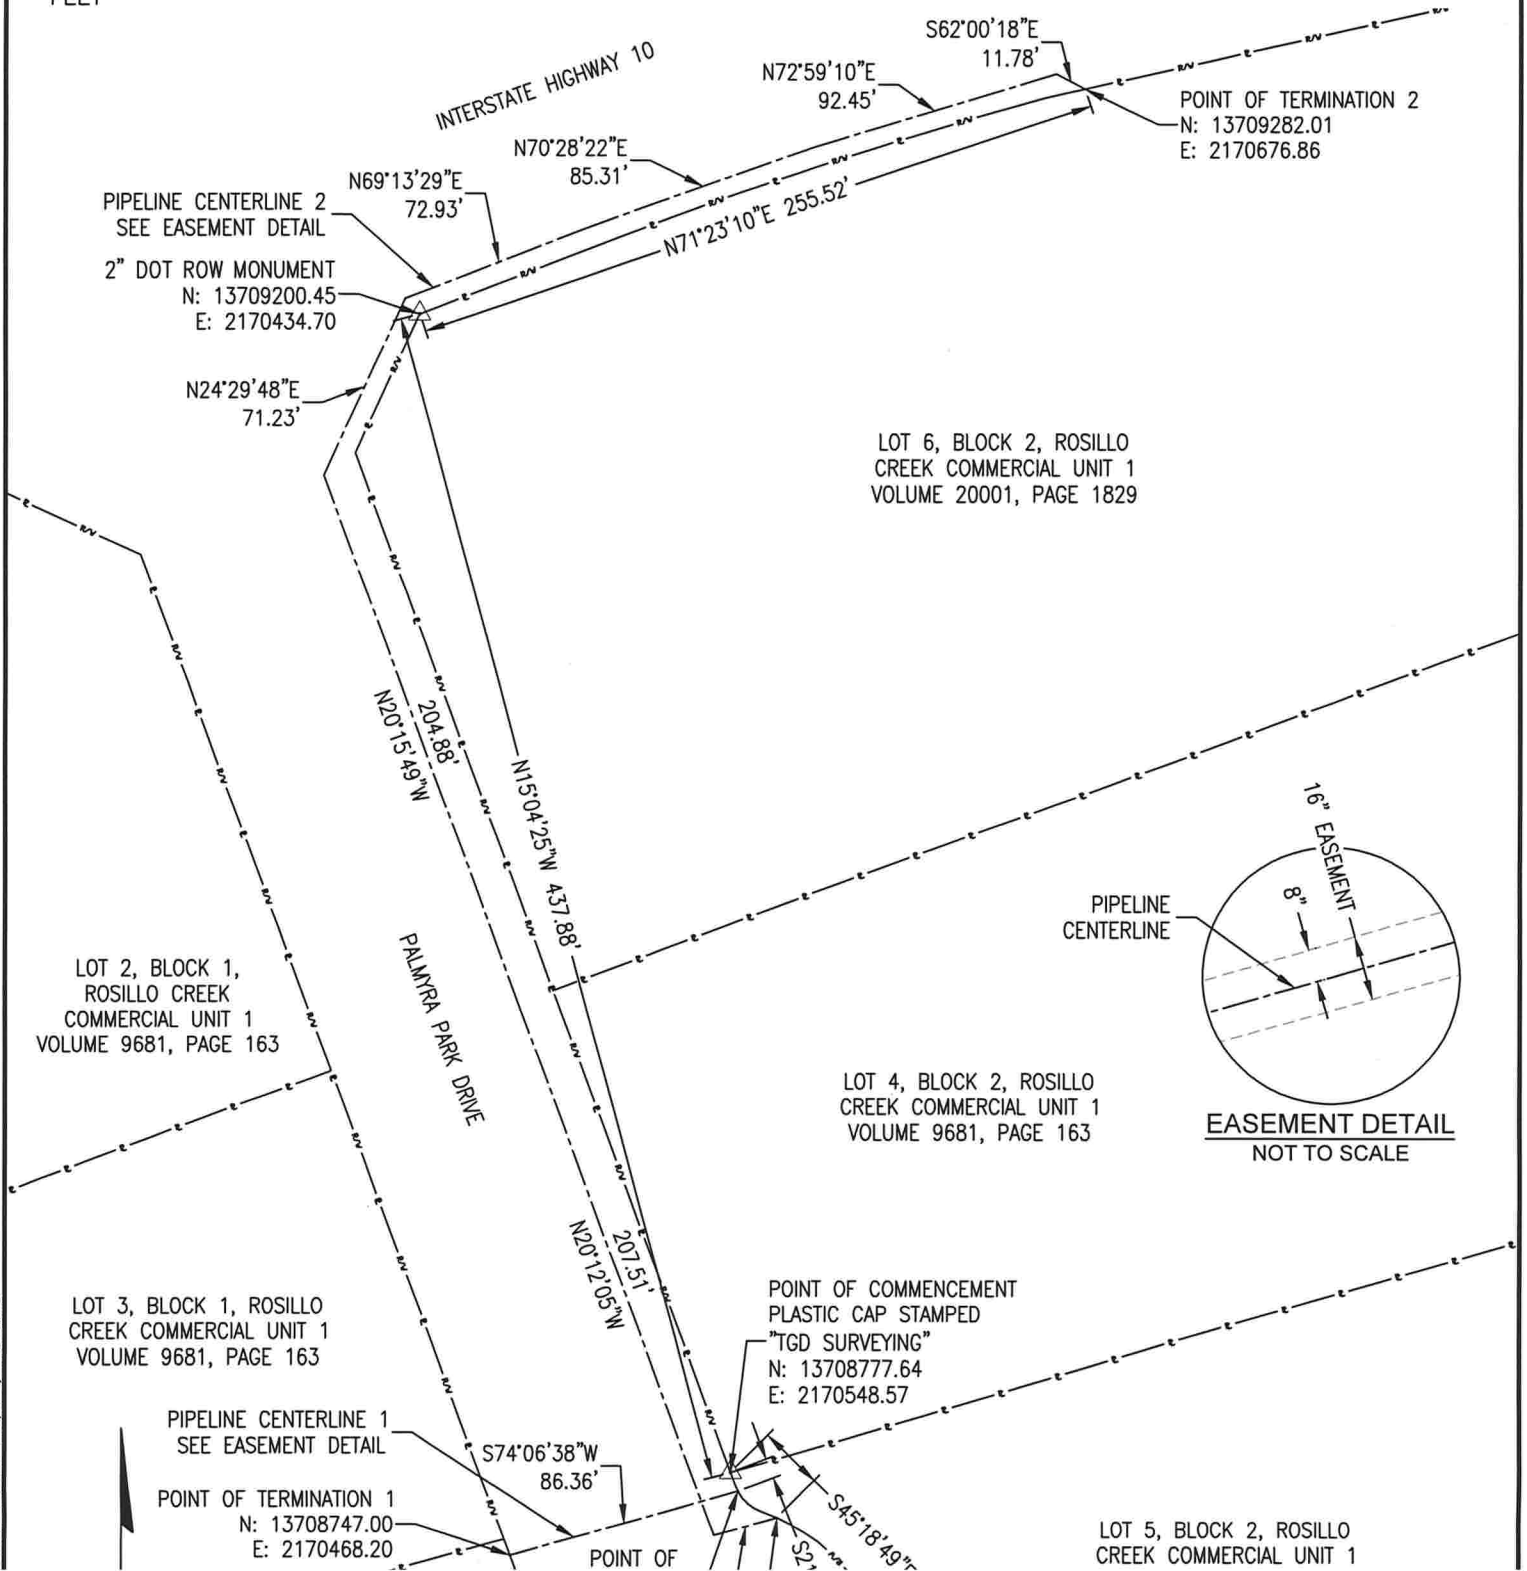 INTERSTATE HIGHWAY 10
S62°00'18"E
11.78'
N72°59'10"E
92.45'
N70°28'22"E
85.31'
N69°13'29"E
72.93'
POINT OF TERMINATION 2
N: 13709282.01
E: 2170676.86
N71°23'10"E 255.52'
PIPELINE CENTERLINE 2
SEE EASEMENT DETAIL
2" DOT ROW MONUMENT
N: 13709200.45
E: 2170434.70
N24°29'48"E
71.23'
LOT 6, BLOCK 2, ROSILLO
CREEK COMMERCIAL UNIT 1
VOLUME 20001, PAGE 1829
204.88'
N20°15'49"W
N15°04'25"W 437.88'
16" EASEMENT
8"
PIPELINE
CENTERLINE
EASEMENT DETAIL
NOT TO SCALE
LOT 2, BLOCK 1,
ROSILLO CREEK
COMMERCIAL UNIT 1
VOLUME 9681, PAGE 163
PALMYRA PARK DRIVE
LOT 4, BLOCK 2, ROSILLO
CREEK COMMERCIAL UNIT 1
VOLUME 9681, PAGE 163
207.51'
N20°12'05"W
LOT 3, BLOCK 1, ROSILLO
CREEK COMMERCIAL UNIT 1
VOLUME 9681, PAGE 163
POINT OF COMMENCEMENT
PLASTIC CAP STAMPED
"TGD SURVEYING"
N: 13708777.64
E: 2170548.57
PIPELINE CENTERLINE 1
SEE EASEMENT DETAIL
S74°06'38"W
86.36'
POINT OF TERMINATION 1
N: 13708747.00
E: 2170468.20
POINT OF
S45°18'49"E
S21
LOT 5, BLOCK 2, ROSILLO
CREEK COMMERCIAL UNIT 1